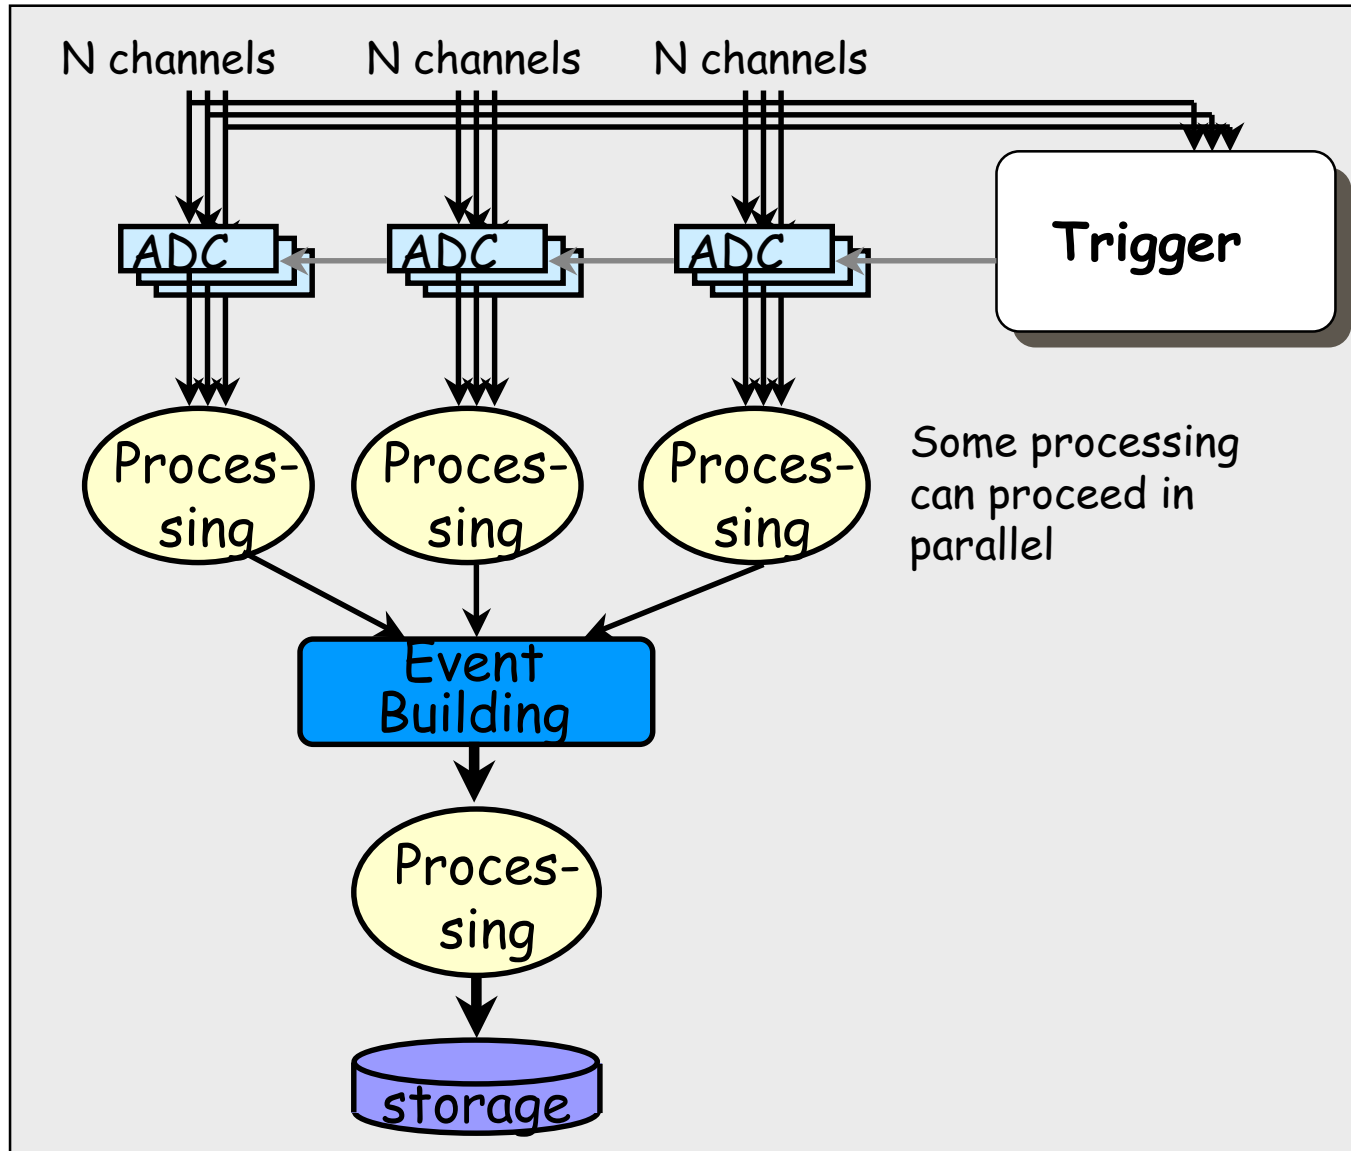 N channels
N channels
N channels
ADC
ADC
ADC
Trigger
Proces-
sing
Proces-
sing
Proces-
sing
Some processing
can proceed in
parallel
Event
Building
Proces-
sing
storage